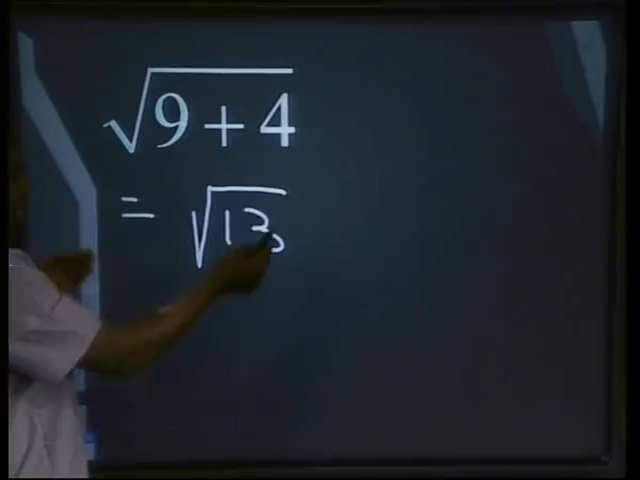 √(9 + 4)
= √13